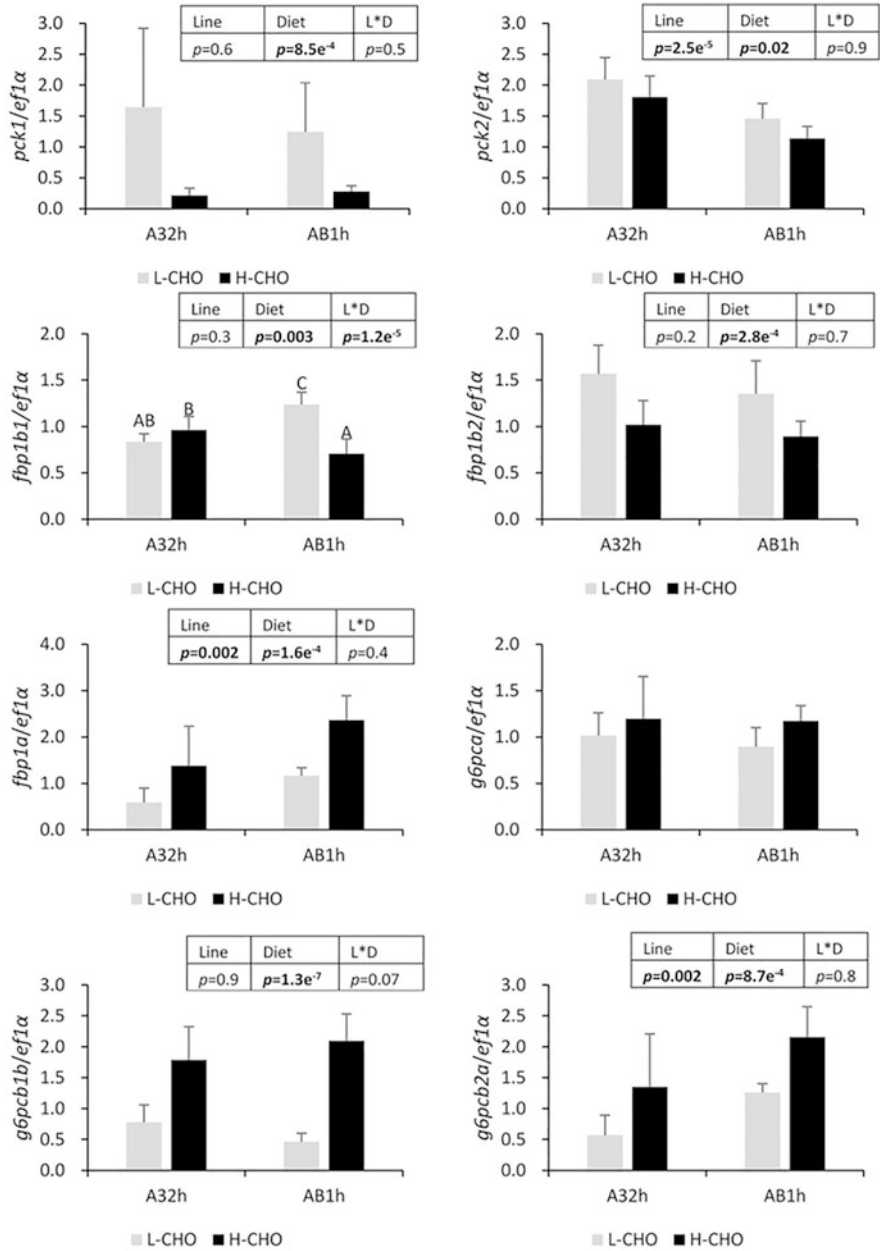 Line Diet L*D
p=0.6 p=8.5e-4 p=0.5
pck1/ef1α
3.0
2.5
2.0
1.5
1.0
0.5
0.0
A32h AB1h
L-CHO H-CHO
Line Diet L*D
p=2.5e-5 p=0.02 p=0.9
pck2/ef1α
3.0
2.5
2.0
1.5
1.0
0.5
0.0
A32h AB1h
L-CHO H-CHO
Line Diet L*D
p=0.3 p=0.003 p=1.2e-5
fbp1b1/ef1α
2.0
1.5
1.0
0.5
0.0
AB B C A
A32h AB1h
L-CHO H-CHO
Line Diet L*D
p=0.2 p=2.8e-4 p=0.7
fbp1b2/ef1α
2.0
1.5
1.0
0.5
0.0
A32h AB1h
L-CHO H-CHO
Line Diet L*D
p=0.002 p=1.6e-4 p=0.4
fbp1a/ef1α
4.0
3.0
2.0
1.0
0.0
A32h AB1h
L-CHO H-CHO
g6pca/ef1α
2.0
1.5
1.0
0.5
0.0
A32h AB1h
L-CHO H-CHO
Line Diet L*D
p=0.9 p=1.3e-7 p=0.07
g6pcb1b/ef1α
3.0
2.5
2.0
1.5
1.0
0.5
0.0
A32h AB1h
L-CHO H-CHO
Line Diet L*D
p=0.002 p=8.7e-4 p=0.8
g6pcb2a/ef1α
3.0
2.5
2.0
1.5
1.0
0.5
0.0
A32h AB1h
L-CHO H-CHO